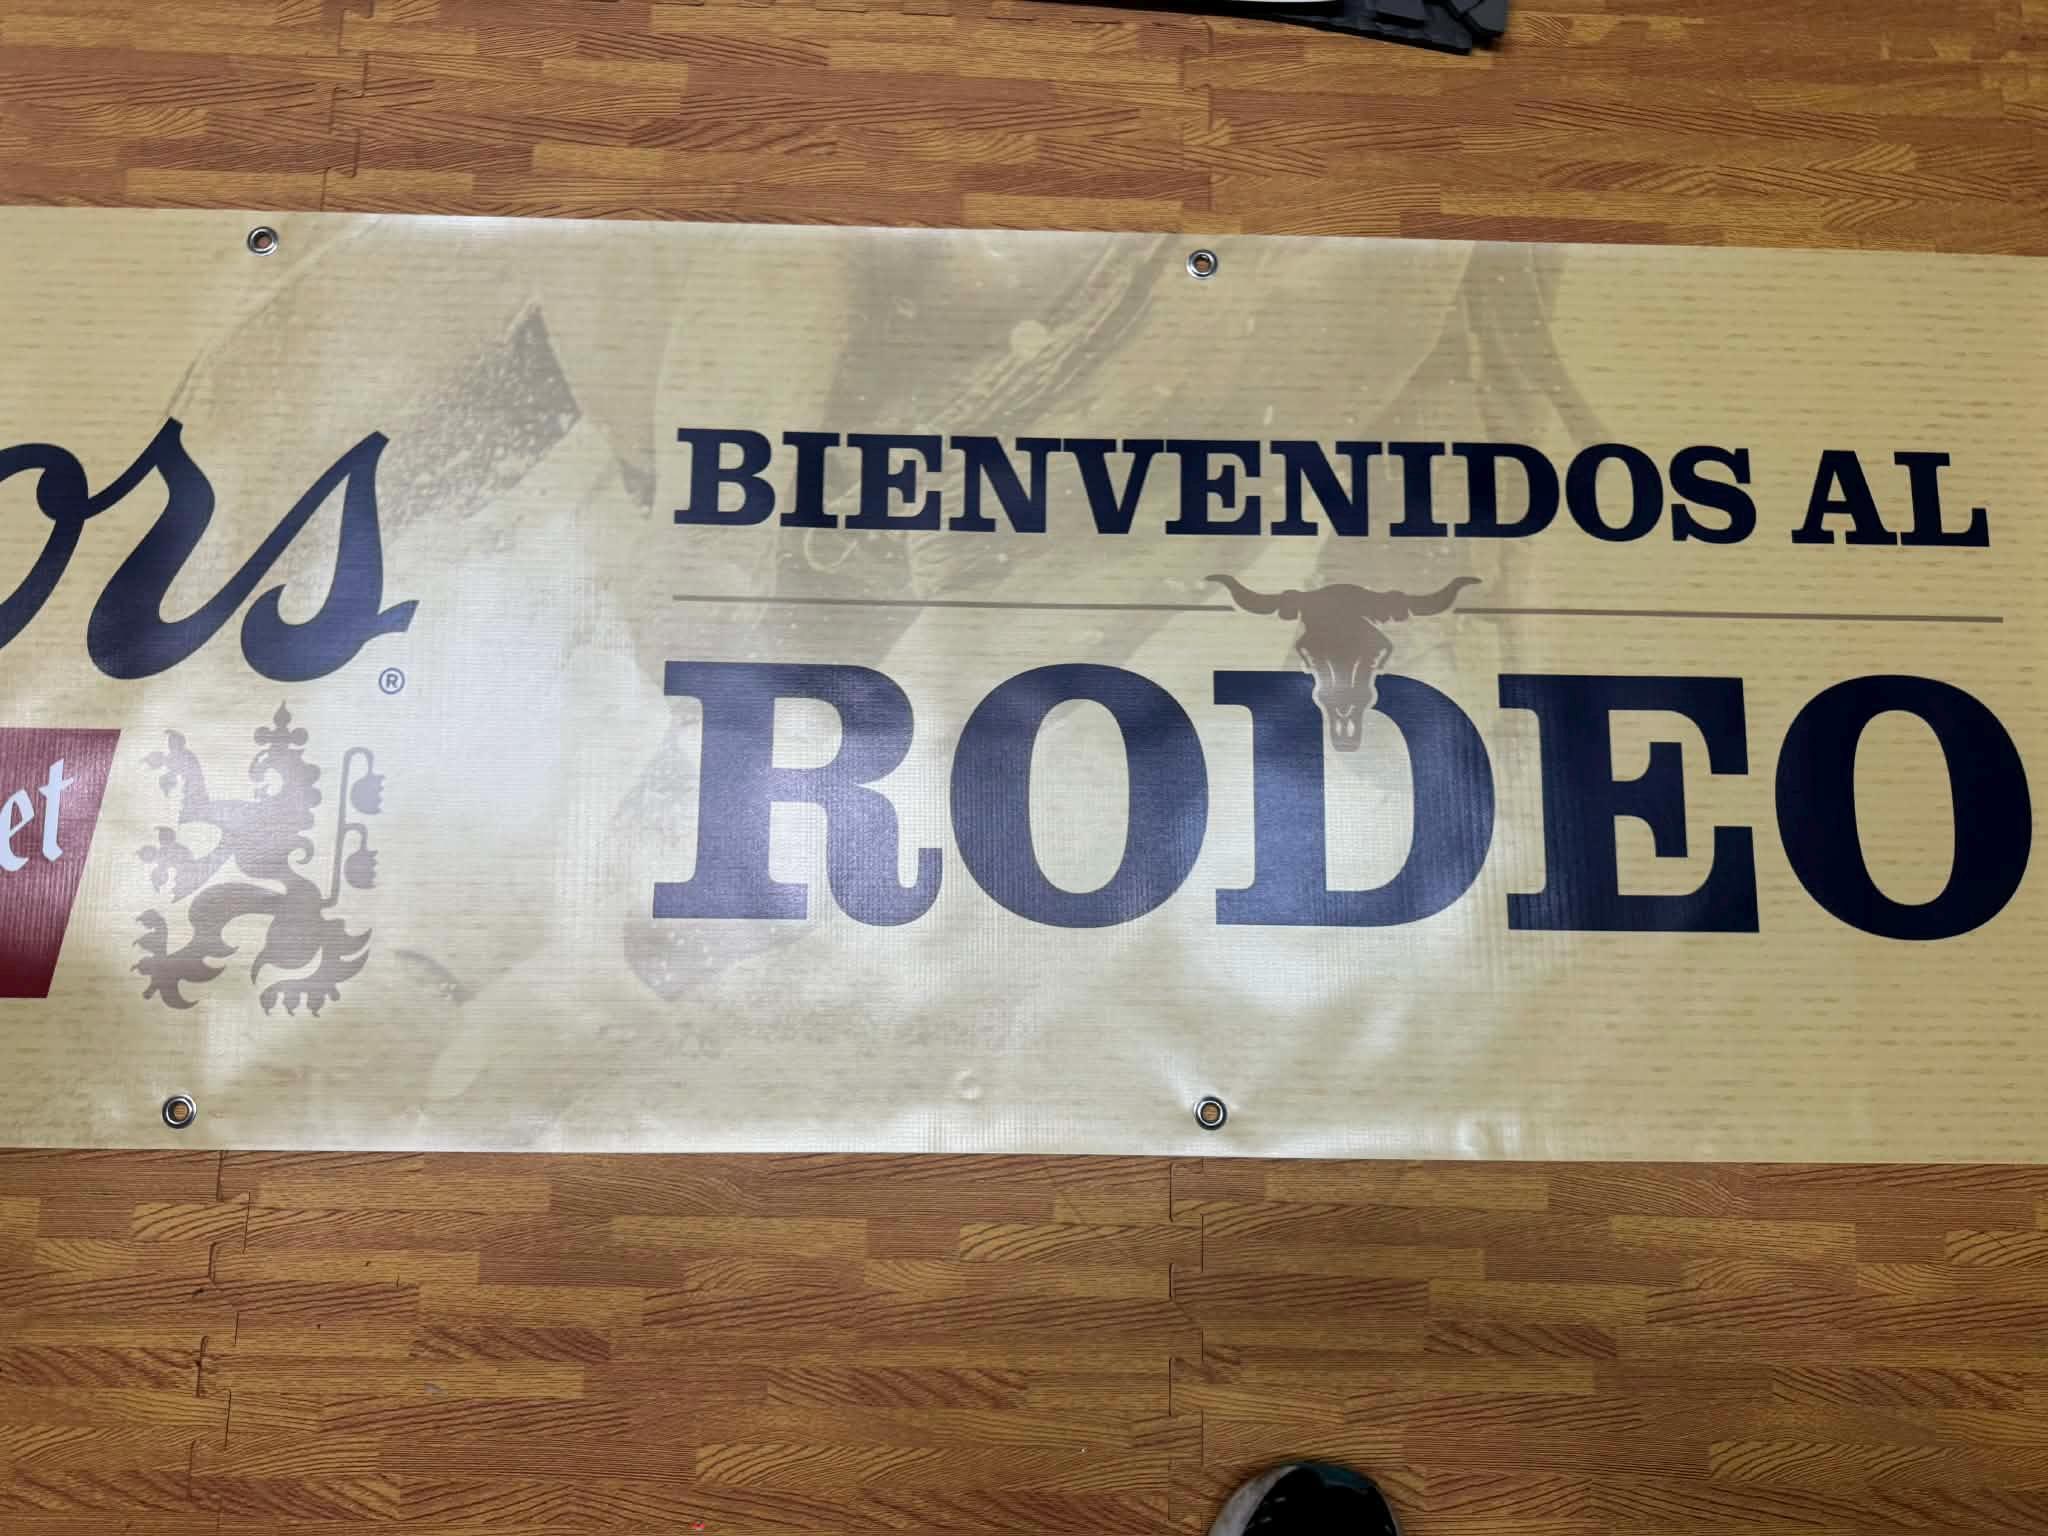 ors®
et
BIENVENIDOS AL
RODEO